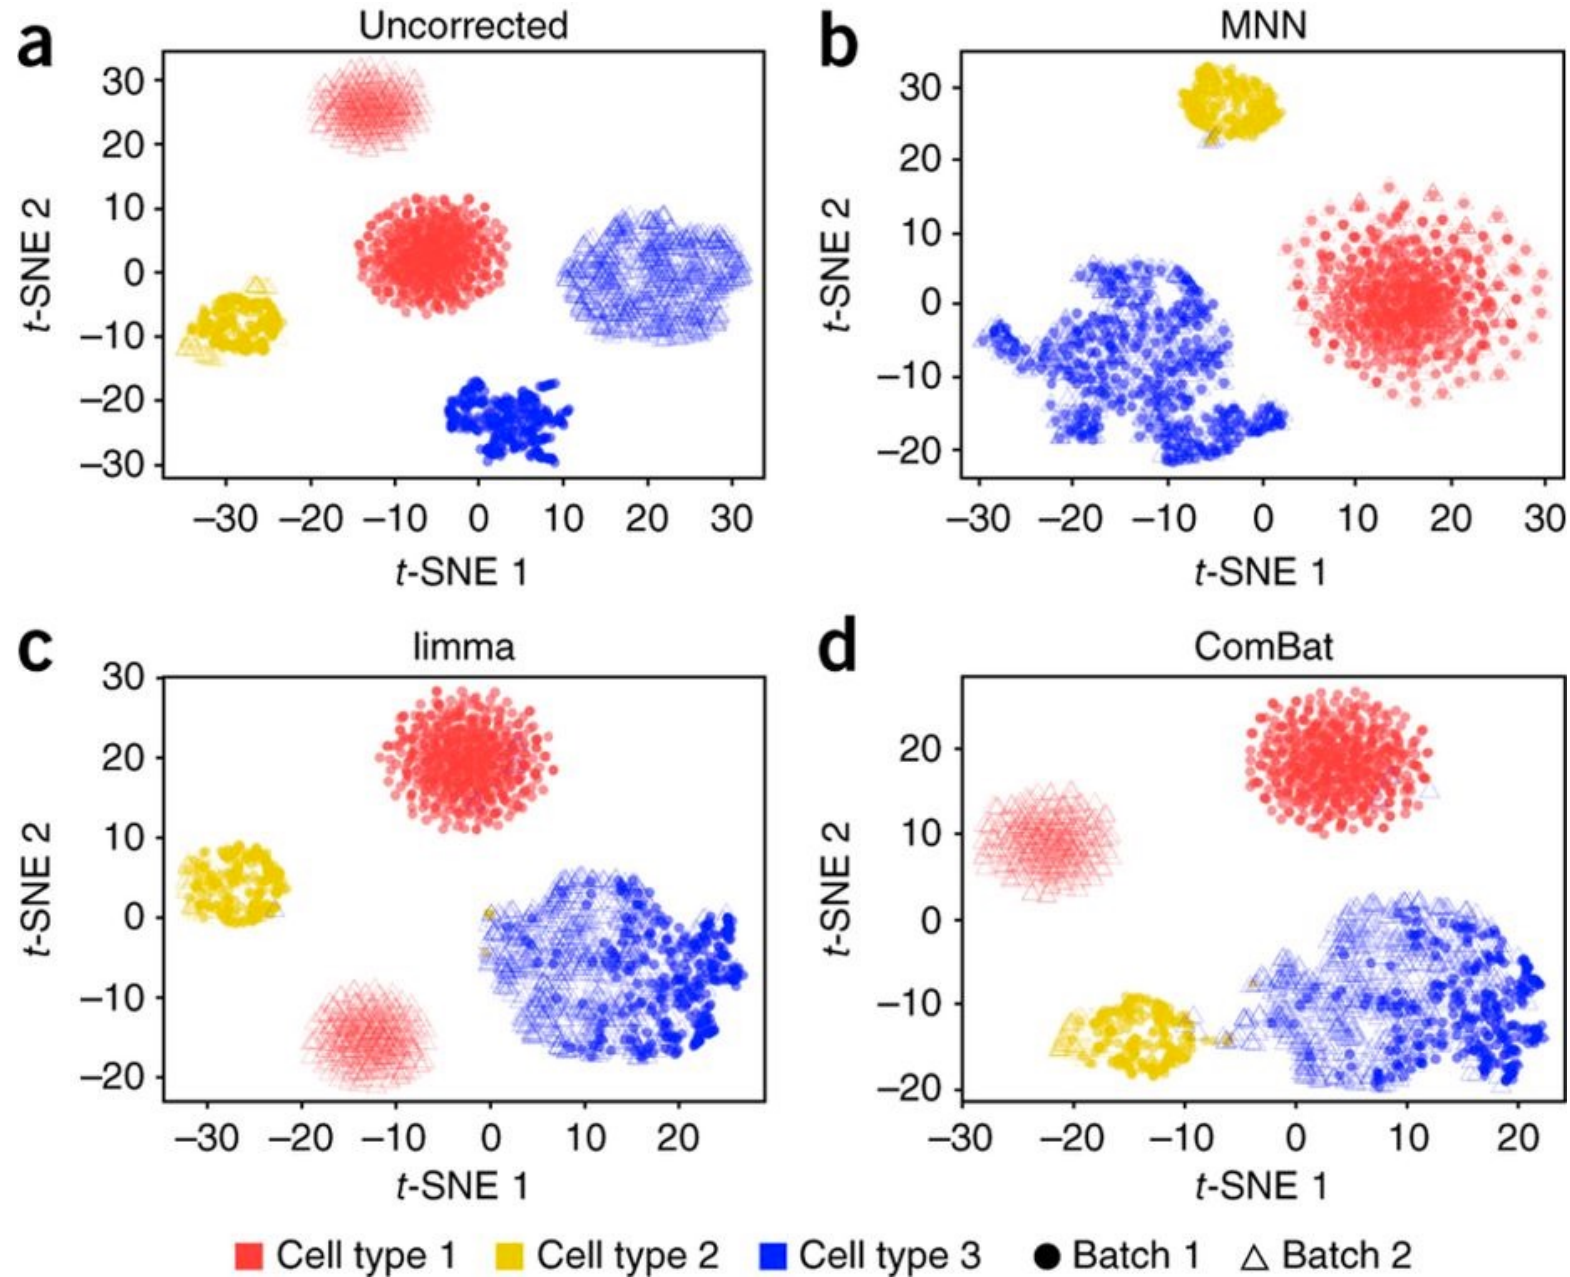 a
Uncorrected
30
20
10
0
–10
–20
–30
t-SNE 2
–30 –20 –10 0 10 20 30
t-SNE 1
b
MNN
30
20
10
0
–10
–20
t-SNE 2
–30 –20 –10 0 10 20 30
t-SNE 1
c
limma
30
20
10
0
–10
–20
t-SNE 2
–30 –20 –10 0 10 20
t-SNE 1
d
ComBat
20
10
0
–10
–20
t-SNE 2
–30 –20 –10 0 10 20
t-SNE 1
Cell type 1 Cell type 2 Cell type 3 Batch 1 Batch 2